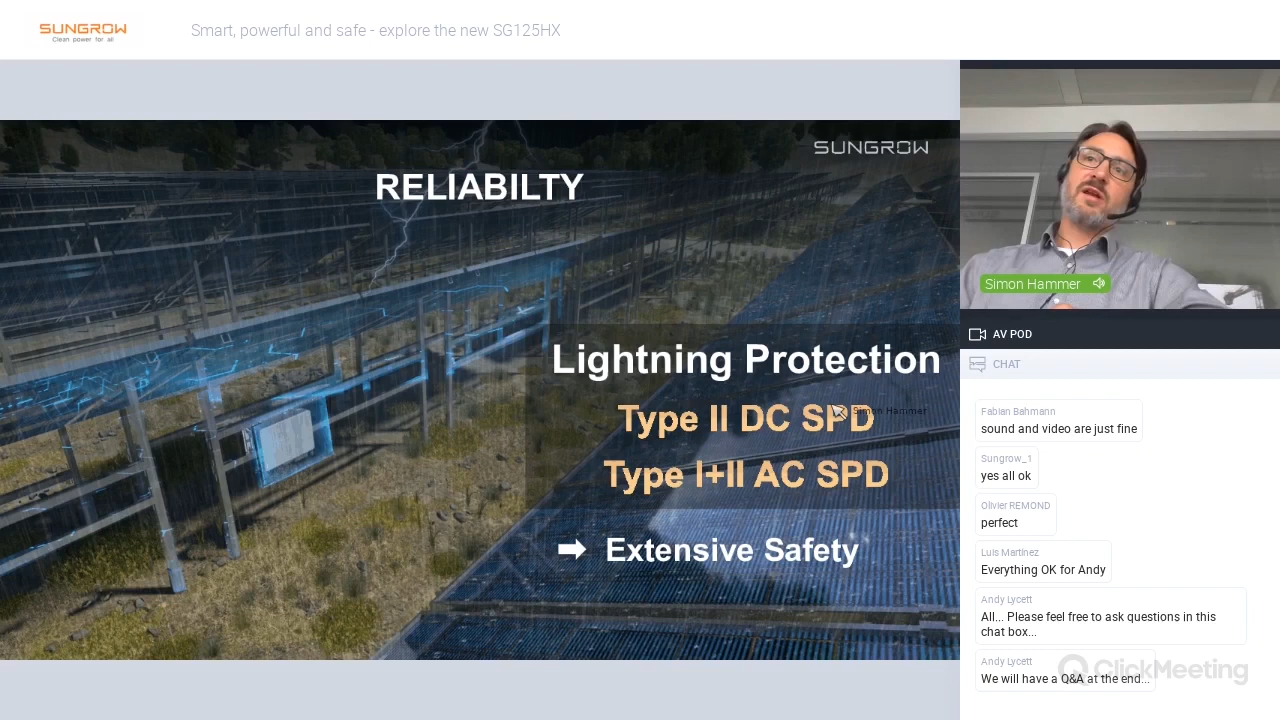 SUNGROW
Clean power for all
Smart, powerful and safe - explore the new SG125HX
SUNGROW
RELIABILTY
Lightning Protection
Type II DC SPD
Simon Hammer
Type I+II AC SPD
➡ Extensive Safety
Simon Hammer
AV POD
CHAT
Fabian Bahmann
sound and video are just fine
Sungrow_1
yes all ok
Olivier REMOND
perfect
Luis Martínez
Everything OK for Andy
Andy Lycett
All... Please feel free to ask questions in this
chat box...
Andy Lycett
We will have a Q&A at the end...
ClickMeeting